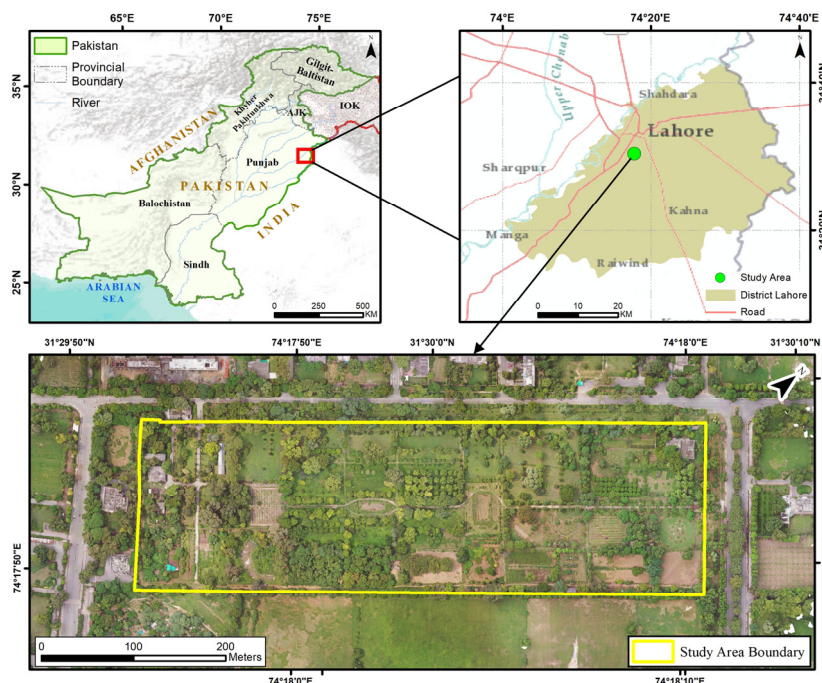 65°E
70°E
75°E
Pakistan
Provincial
Boundary
River
N
35°N
30°N
25°N
Gilgit-
Baltistan
Khyber
Pakhtunkhwa
AJK
IOK
AFGHANISTAN
Punjab
PAKISTAN
Balochistan
INDIA
Sindh
ARABIAN
SEA
0 250 500
KM
74°E
74°20'E
74°40'E
N
Upper Chenab
Shahdara
Lahore
Sharqpur
Kahna
Manga
Raiwind
31°40'N
31°20'N
Study Area
District Lahore
Road
0 10 20
KM
31°29'50"N
74°17'50"E
31°30'0"N
74°18'0"E
31°30'10"N
N
74°17'50"E
0 100 200
Meters
Study Area Boundary
74°18'0"E
74°18'10"E